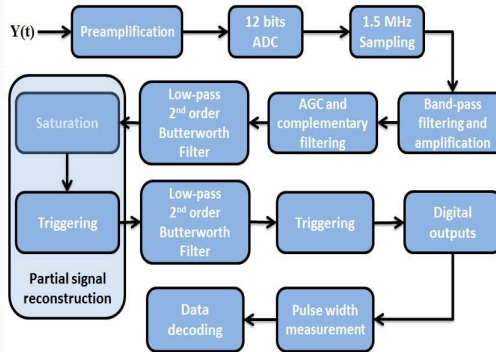 Y(t)
Preamplification
12 bits
ADC
1.5 MHz
Sampling
Band-pass
filtering and
amplification
AGC and
complementary
filtering
Low-pass
2nd order
Butterworth
Filter
Saturation
Triggering
Partial signal
reconstruction
Low-pass
2nd order
Butterworth
Filter
Triggering
Digital
outputs
Pulse width
measurement
Data
decoding